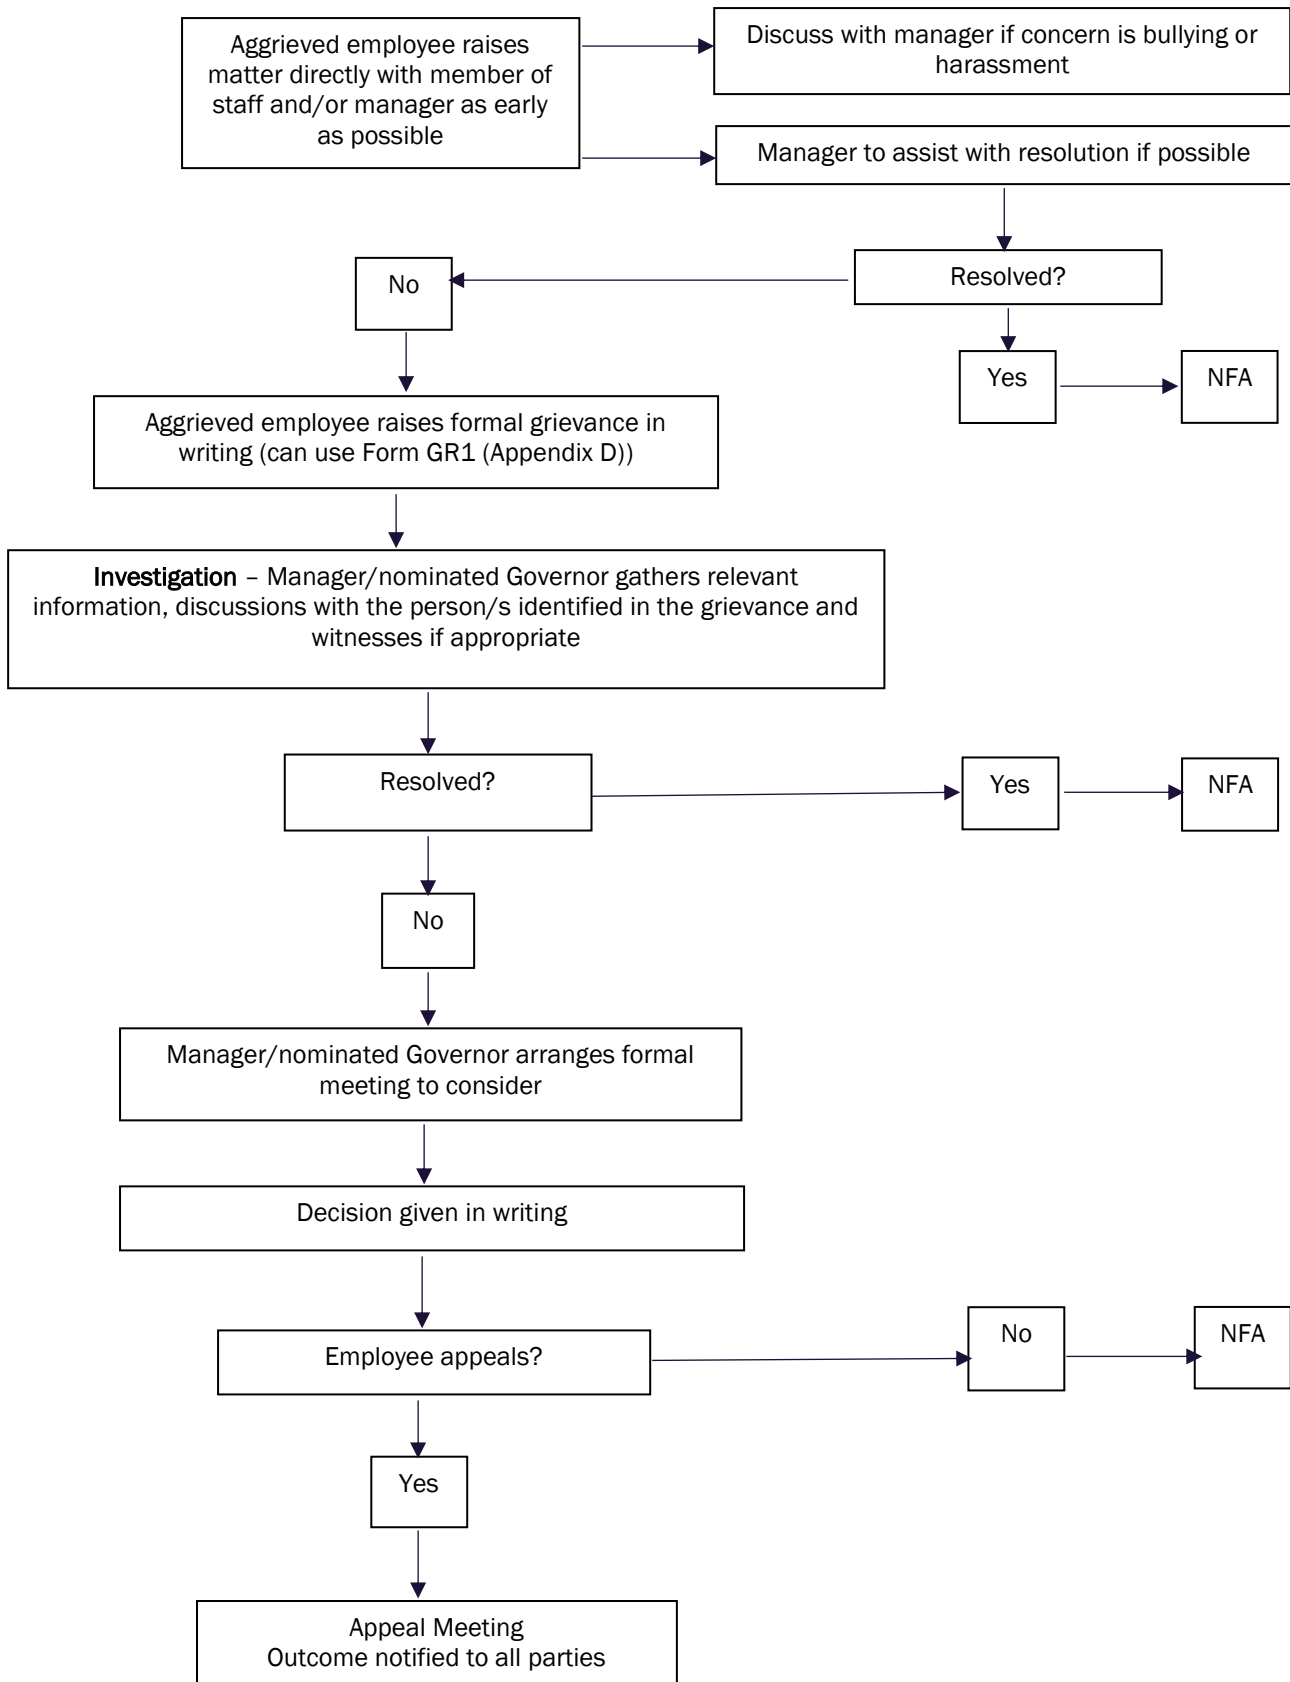 Aggrieved employee raises
matter directly with member of
staff and/or manager as early
as possible
Discuss with manager if concern is bullying or
harassment
Manager to assist with resolution if possible
Resolved?
No
Yes
NFA
Aggrieved employee raises formal grievance in
writing (can use Form GR1 (Appendix D))
Investigation – Manager/nominated Governor gathers relevant
information, discussions with the person/s identified in the grievance and
witnesses if appropriate
Resolved?
Yes
NFA
No
Manager/nominated Governor arranges formal
meeting to consider
Decision given in writing
Employee appeals?
No
NFA
Yes
Appeal Meeting
Outcome notified to all parties